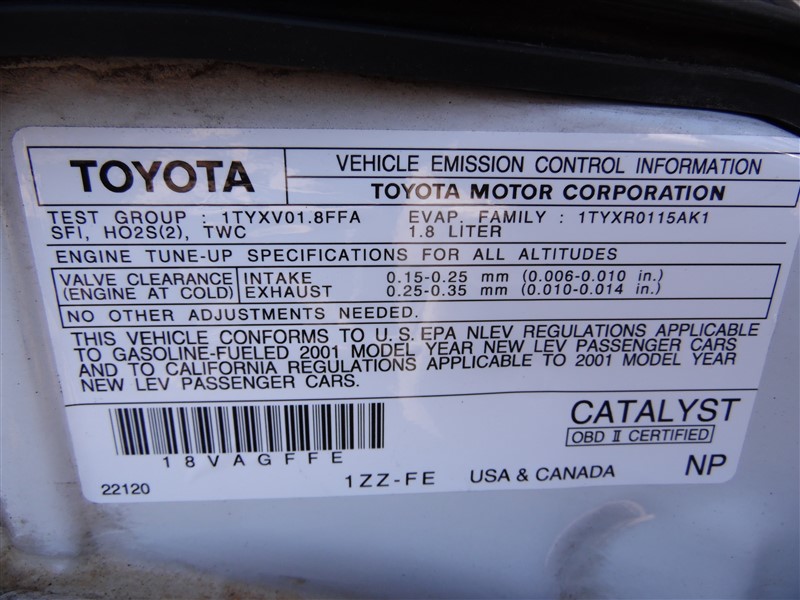 TOYOTA
VEHICLE EMISSION CONTROL INFORMATION
TOYOTA MOTOR CORPORATION
TEST GROUP : 1TYXV01.8FFA EVAP. FAMILY : 1TYXR0115AK1
SFI, HO2S(2), TWC 1.8 LITER
ENGINE TUNE-UP SPECIFICATIONS FOR ALL ALTITUDES
VALVE CLEARANCE INTAKE 0.15-0.25 mm (0.006-0.010 in.)
(ENGINE AT COLD) EXHAUST 0.25-0.35 mm (0.010-0.014 in.)
NO OTHER ADJUSTMENTS NEEDED.
THIS VEHICLE CONFORMS TO U.S. EPA NLEV REGULATIONS APPLICABLE
TO GASOLINE-FUELED 2001 MODEL YEAR NEW LEV PASSENGER CARS
AND TO CALIFORNIA REGULATIONS APPLICABLE TO 2001 MODEL YEAR
NEW LEV PASSENGER CARS.
CATALYST
OBD II CERTIFIED
18VAGFFE
22120 1ZZ-FE USA & CANADA NP